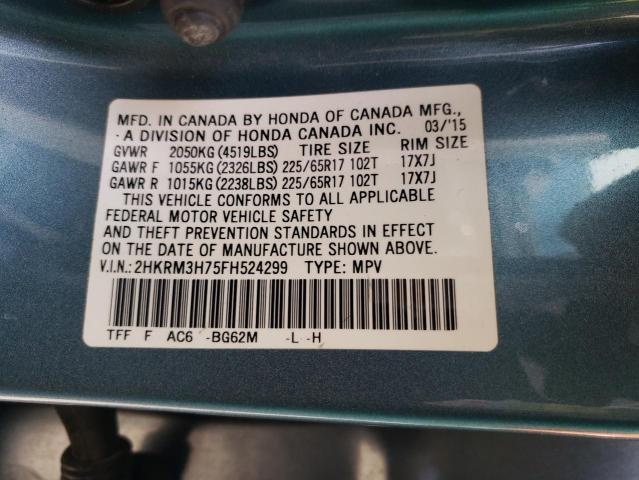 MFD. IN CANADA BY HONDA OF CANADA MFG.,
A DIVISION OF HONDA CANADA INC. 03/'15
GVWR 2050KG (4519LBS) TIRE SIZE RIM SIZE
GAWR F 1055KG (2326LBS) 225/65R17 102T 17X7J
GAWR R 1015KG (2238LBS) 225/65R17 102T 17X7J
THIS VEHICLE CONFORMS TO ALL APPLICABLE
FEDERAL MOTOR VEHICLE SAFETY
AND THEFT PREVENTION STANDARDS IN EFFECT
ON THE DATE OF MANUFACTURE SHOWN ABOVE.
V.I.N.: 2HKRM3H75FH524299 TYPE: MPV
TFF F AC6 -BG62M -L -H